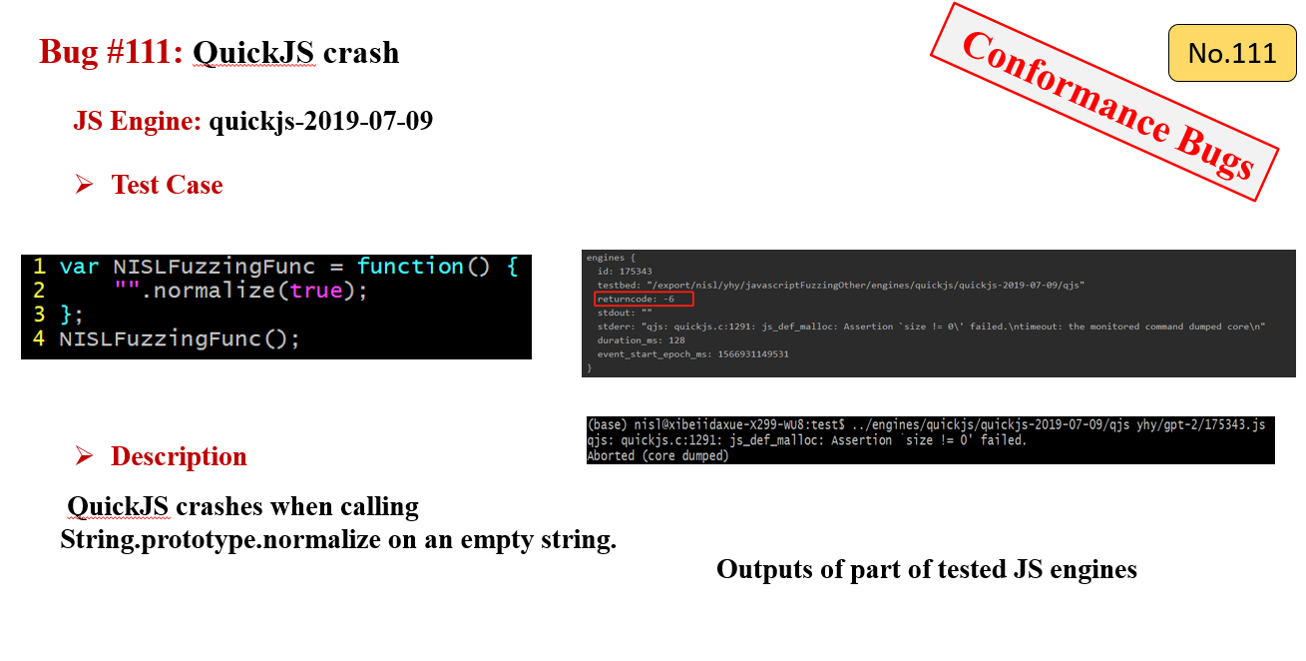 Bug #111: QuickJS crash
No.111
Conformance Bugs
JS Engine: quickjs-2019-07-09
➢ Test Case
1 var NISLFuzzingFunc = function() {
2 "".normalize(true);
3 };
4 NISLFuzzingFunc();
engines {
id: 175343
testbed: "/export/nisl/yhy/javascriptFuzzingOther/engines/quickjs/quickjs-2019-07-09/qjs"
returncode: -6
stdout: ""
stderr: "qjs: quickjs.c:1291: js_def_malloc: Assertion `size != 0\' failed.\ntimeout: the monitored command dumped core\n"
duration_ms: 128
event_start_epoch_ms: 1566931149531
}
(base) nisl@xibeiidaxue-X299-WU8:test$ ../engines/quickjs/quickjs-2019-07-09/qjs yhy/gpt-2/175343.js
qjs: quickjs.c:1291: js_def_malloc: Assertion `size != 0' failed.
Aborted (core dumped)
➢ Description
QuickJS crashes when calling
String.prototype.normalize on an empty string.
Outputs of part of tested JS engines